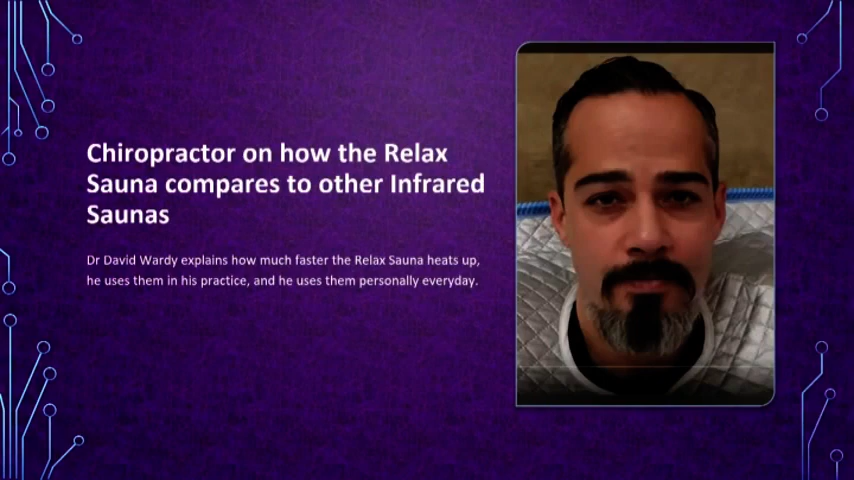 Chiropractor on how the Relax
Sauna compares to other Infrared
Saunas
Dr David Wardy explains how much faster the Relax Sauna heats up,
he uses them in his practice, and he uses them personally everyday.